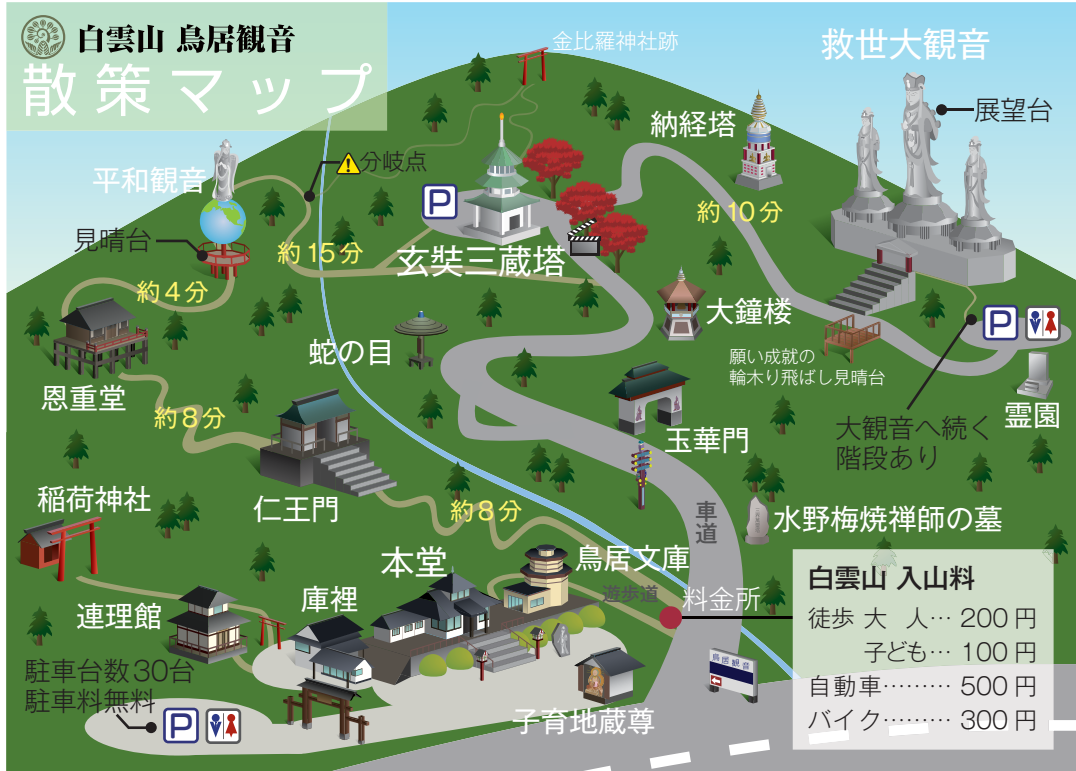 白雲山 鳥居観音
散策マップ
金比羅神社跡
救世大観音
展望台
納経塔
分岐点
平和観音
P
約10分
見晴台
約15分
玄奘三蔵塔
約4分
大鐘楼
P
蛇の目
願い成就の
輪木り飛ばし見晴台
恩重堂
霊園
約8分
大観音へ続く
階段あり
玉華門
稲荷神社
仁王門
約8分
車道
水野梅焼禅師の墓
本堂
鳥居文庫
庫裡
遊歩道
料金所
連理館
白雲山 入山料
徒歩 大 人… 200円
子ども… 100円
自動車……… 500円
バイク……… 300円
駐車台数30台
駐車料無料
鳥居観音
P
子育地蔵尊